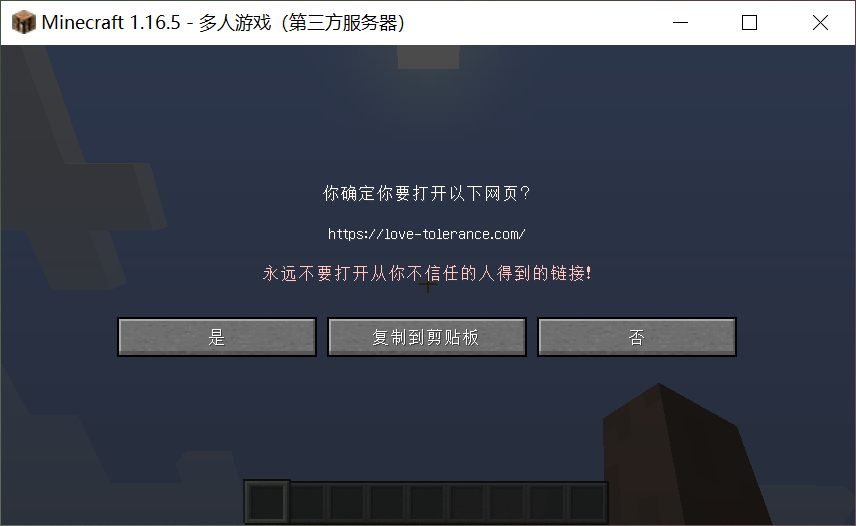 Minecraft 1.16.5 - 多人游戏（第三方服务器）
你确定你要打开以下网页？
https://love-tolerance.com/
永远不要打开从你不信任的人得到的链接！
是
复制到剪贴板
否